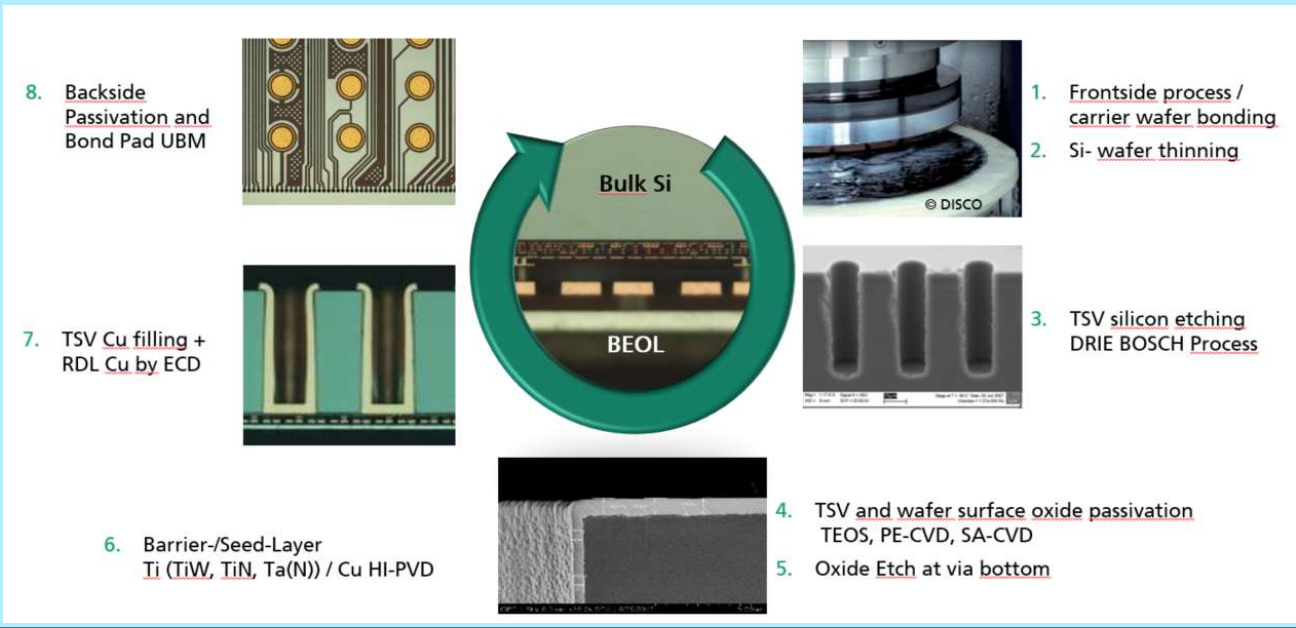 1. Frontside process /
carrier wafer bonding
2. Si- wafer thinning
© DISCO
3. TSV silicon etching
DRIE BOSCH Process
4. TSV and wafer surface oxide passivation
TEOS, PE-CVD, SA-CVD
5. Oxide Etch at via bottom
6. Barrier-/Seed-Layer
Ti (TiW, TiN, Ta(N)) / Cu HI-PVD
7. TSV Cu filling +
RDL Cu by ECD
8. Backside
Passivation and
Bond Pad UBM
Bulk Si
BEOL